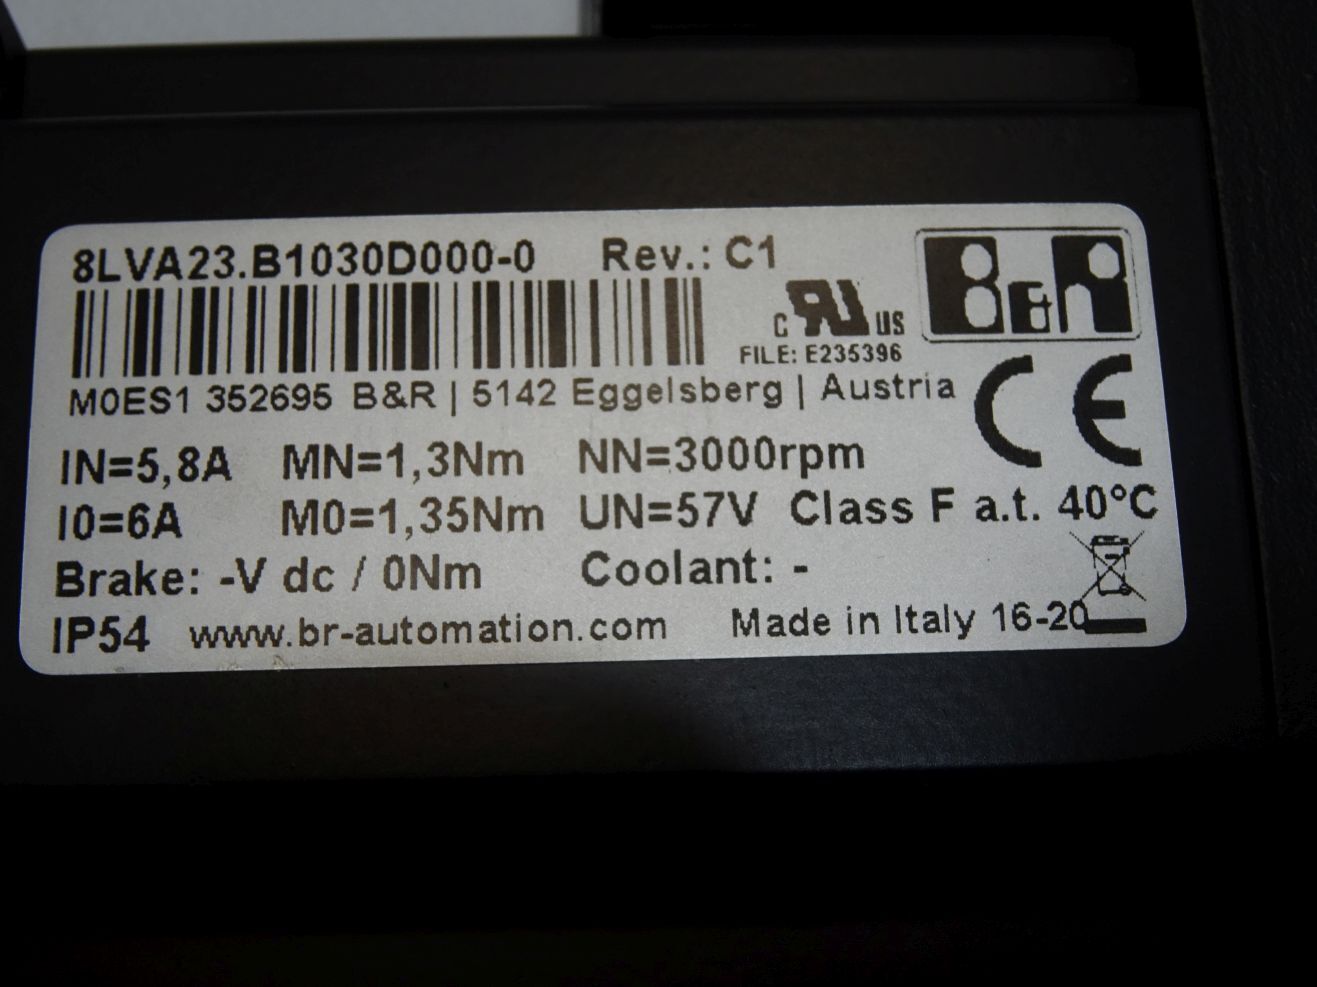 8LVA23.B1030D000-0 Rev.: C1
B&R
c RU US
FILE: E235396
M0ES1 352695 B&R | 5142 Eggelsberg | Austria
CE
IN=5,8A MN=1,3Nm NN=3000rpm
I0=6A M0=1,35Nm UN=57V Class F a.t. 40°C
Brake: -V dc / 0Nm Coolant: -
IP54 www.br-automation.com Made in Italy 16-20